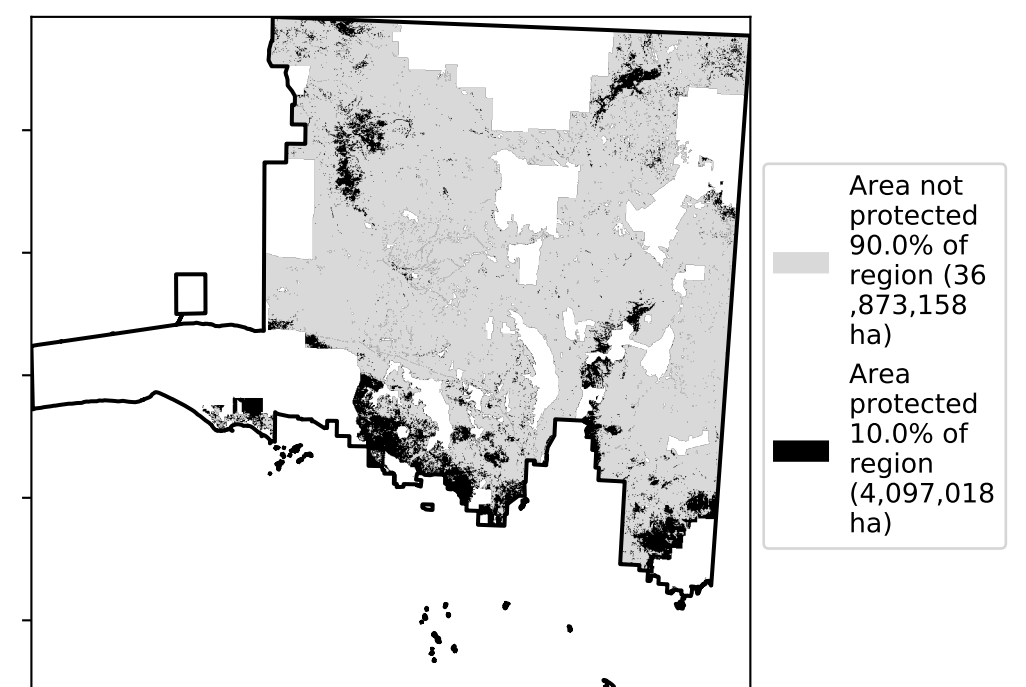 Area not
protected
90.0% of
region (36
,873,158
ha)
Area
protected
10.0% of
region
(4,097,018
ha)